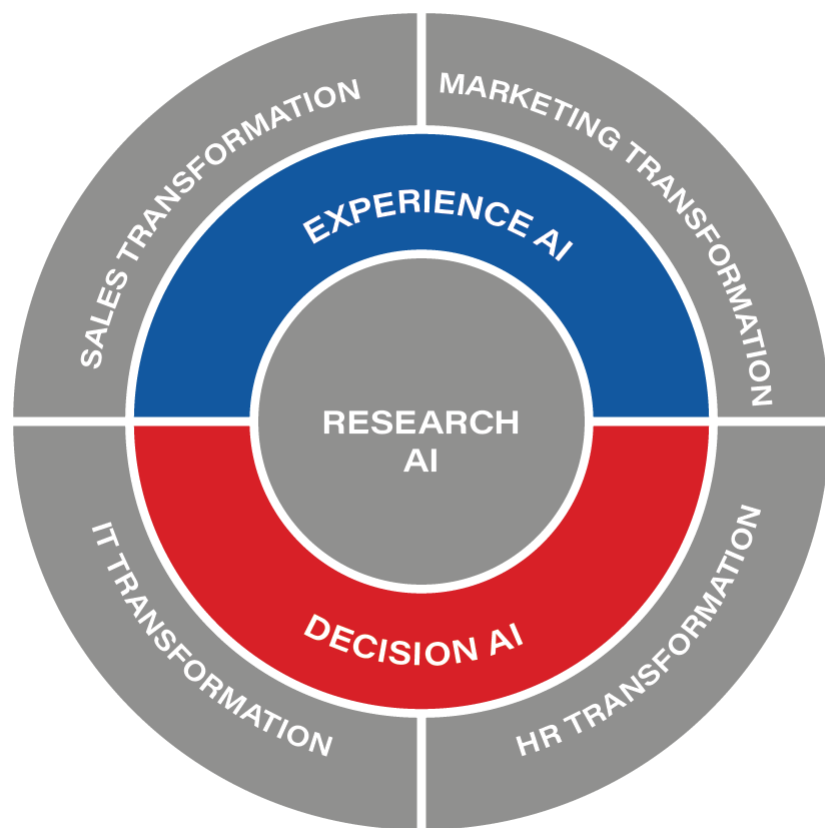 SALES TRANSFORMATION
MARKETING TRANSFORMATION
EXPERIENCE AI
RESEARCH
AI
DECISION AI
IT TRANSFORMATION
HR TRANSFORMATION